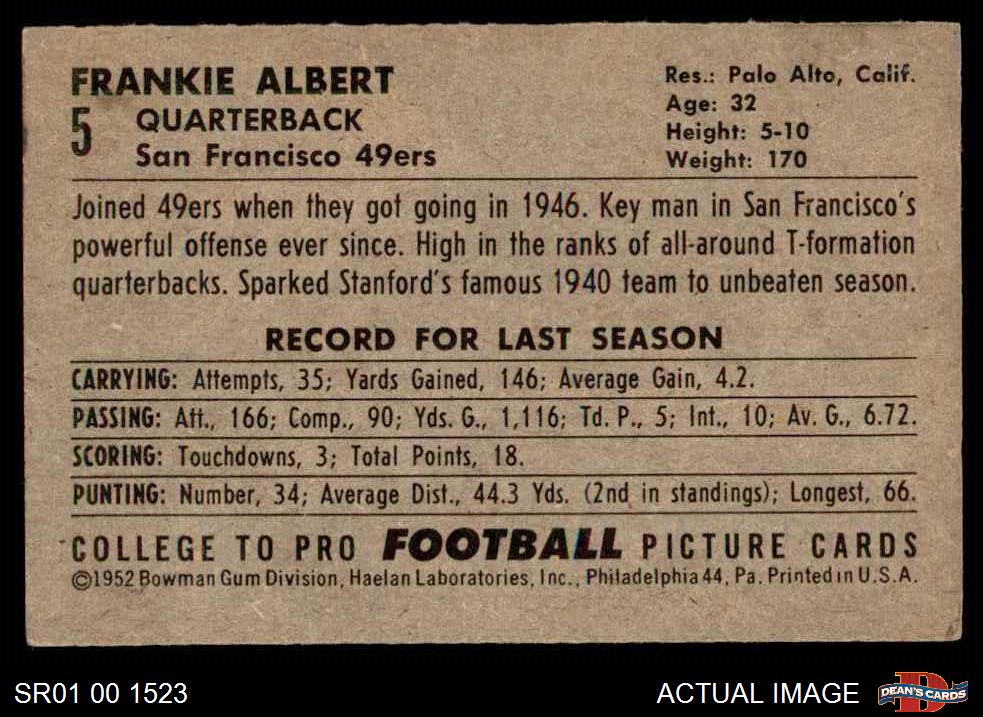 FRANKIE ALBERT
5 QUARTERBACK
San Francisco 49ers
Res.: Palo Alto, Calif.
Age: 32
Height: 5-10
Weight: 170
Joined 49ers when they got going in 1946. Key man in San Francisco's
powerful offense ever since. High in the ranks of all-around T-formation
quarterbacks. Sparked Stanford's famous 1940 team to unbeaten season.
RECORD FOR LAST SEASON
CARRYING: Attempts, 35; Yards Gained, 146; Average Gain, 4.2.
PASSING: Att., 166; Comp., 90; Yds. G., 1,116; Td. P., 5; Int., 10; Av. G., 6.72.
SCORING: Touchdowns, 3; Total Points, 18.
PUNTING: Number, 34; Average Dist., 44.3 Yds. (2nd in standings); Longest, 66.
COLLEGE TO PRO FOOTBALL PICTURE CARDS
©1952 Bowman Gum Division, Haelan Laboratories, Inc., Philadelphia 44, Pa. Printed in U.S.A.
SR01 00 1523
ACTUAL IMAGE
D
DEAN'S CARDS